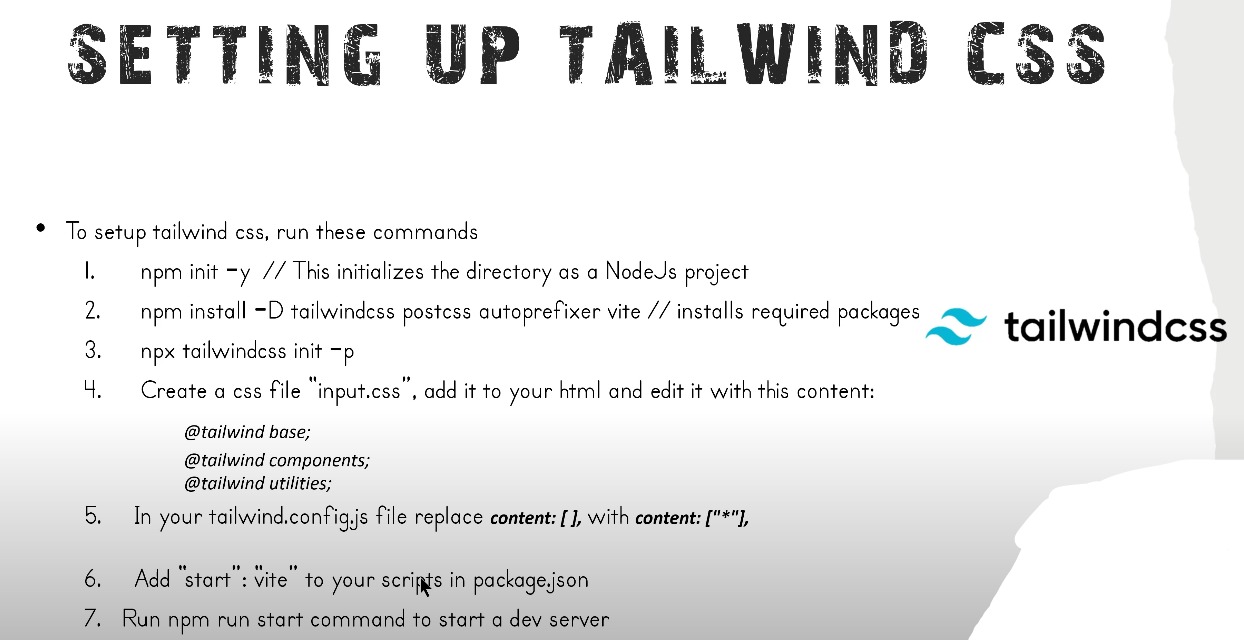 SETTING UP TAILWIND CSS
• To setup tailwind css, run these commands
1. npm init -y // This initializes the directory as a NodeJs project
2. npm install -D tailwindcss postcss autoprefixer vite // installs required packages
tailwindcss
3. npx tailwindcss init -p
4. Create a css file "input.css", add it to your html and edit it with this content:
@tailwind base;
@tailwind components;
@tailwind utilities;
5. In your tailwind.config.js file replace content: [ ], with content: ["*"],
6. Add "start": "vite" to your scripts in package.json
7. Run npm run start command to start a dev server